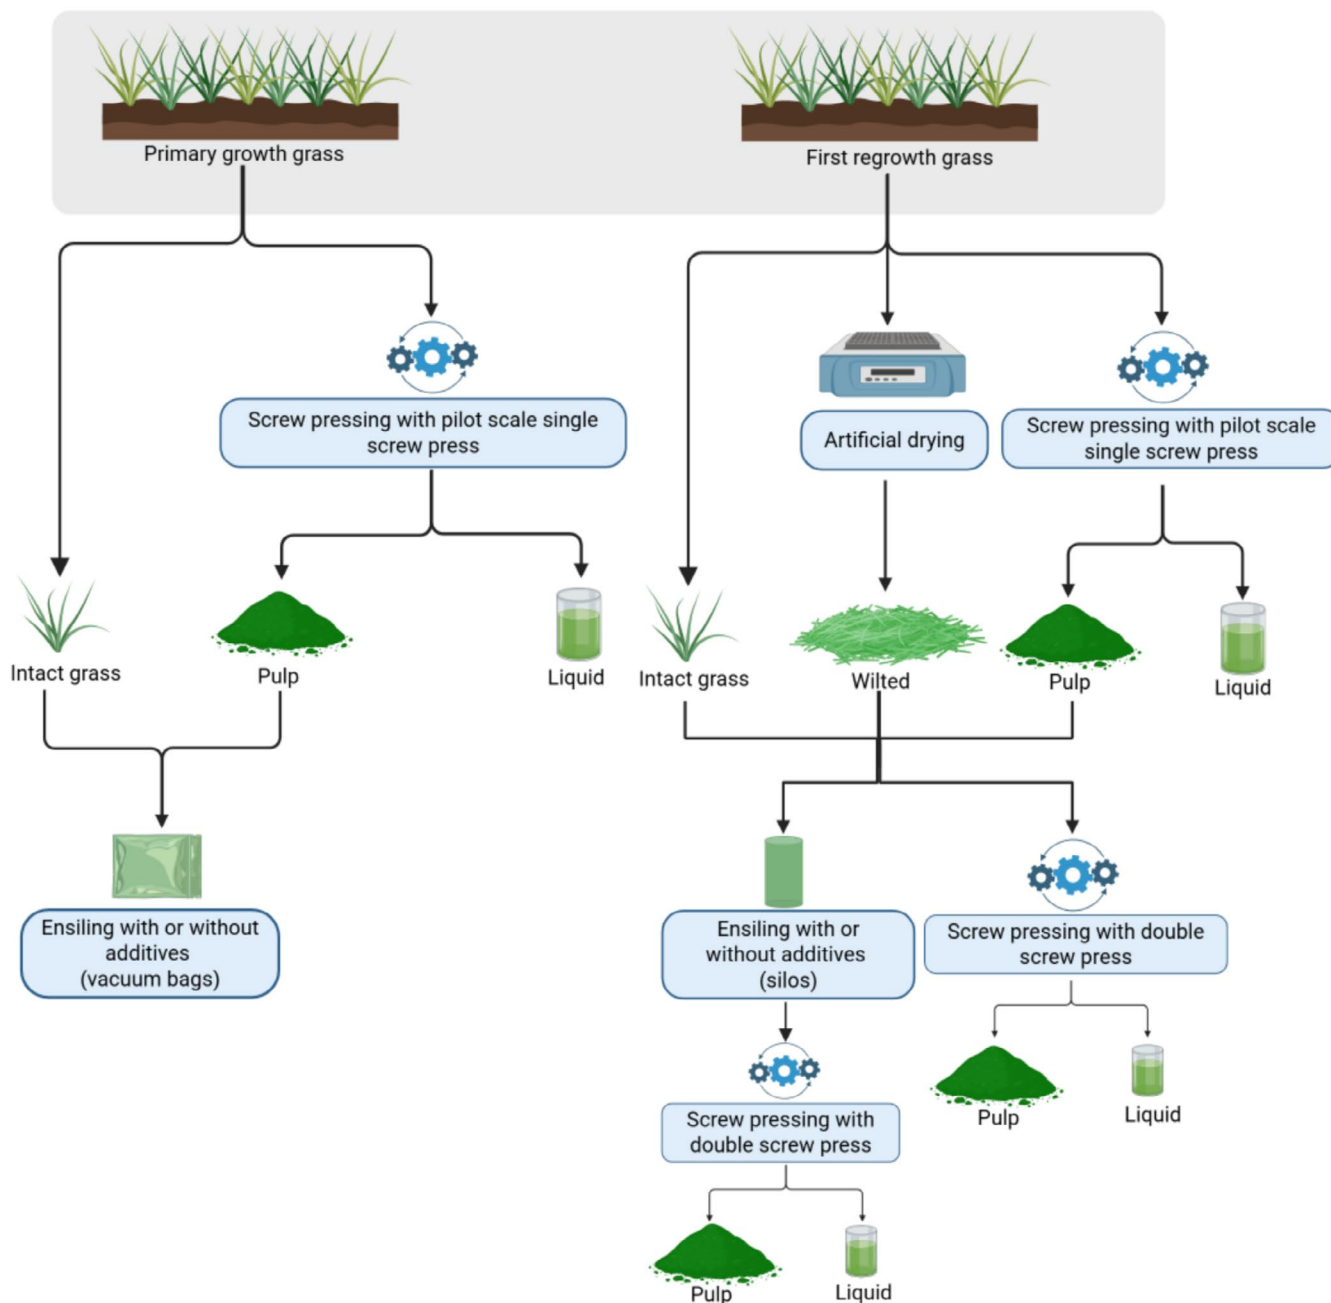 Primary growth grass
First regrowth grass
Screw pressing with pilot scale single
screw press
Artificial drying
Screw pressing with pilot scale
single screw press
Intact grass
Pulp
Liquid
Intact grass
Wilted
Pulp
Liquid
Ensiling with or without
additives
(vacuum bags)
Ensiling with or
without additives
(silos)
Screw pressing with double
screw press
Pulp
Liquid
Screw pressing with
double screw press
Pulp
Liquid